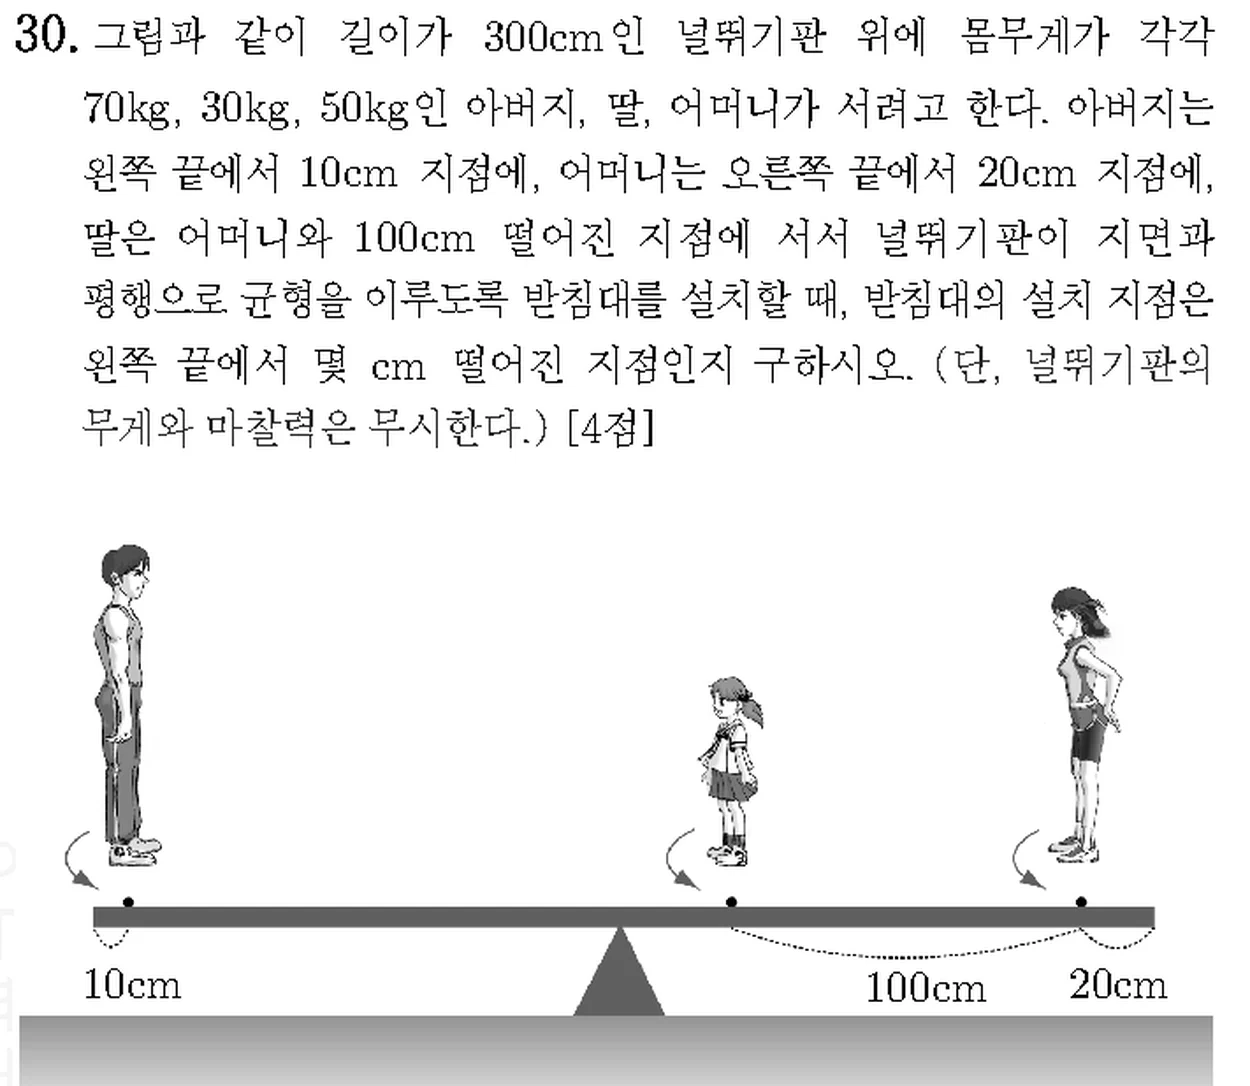 30. 그림과 같이 길이가 300cm인 널뛰기판 위에 몸무게가 각각
70kg, 30kg, 50kg인 아버지, 딸, 어머니가 서려고 한다. 아버지는
왼쪽 끝에서 10cm 지점에, 어머니는 오른쪽 끝에서 20cm 지점에,
딸은 어머니와 100cm 떨어진 지점에 서서 널뛰기판이 지면과
평행으로 균형을 이루도록 받침대를 설치할 때, 받침대의 설치 지점은
왼쪽 끝에서 몇 cm 떨어진 지점인지 구하시오. (단, 널뛰기판의
무게와 마찰력은 무시한다.) [4점]
10cm
100cm
20cm